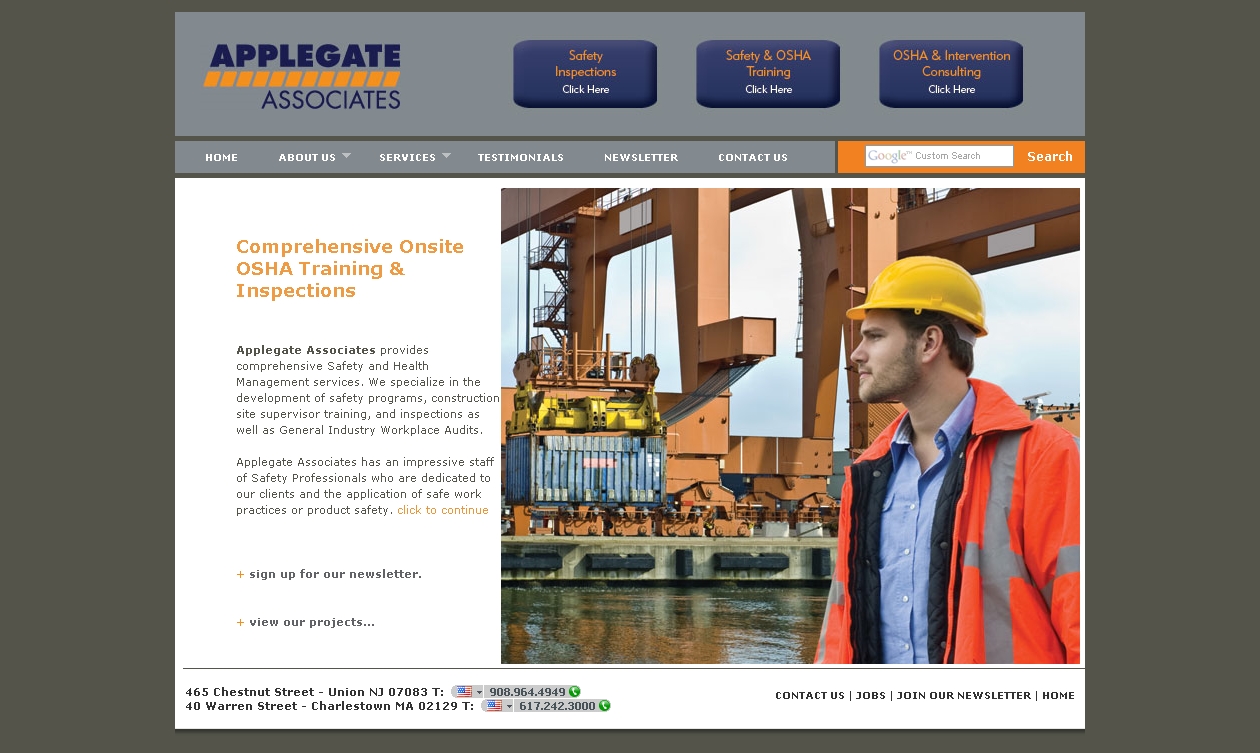 APPLEGATE
ASSOCIATES
Safety
Inspections
Click Here
Safety & OSHA
Training
Click Here
OSHA & Intervention
Consulting
Click Here
HOME
ABOUT US
SERVICES
TESTIMONIALS
NEWSLETTER
CONTACT US
Google™ Custom Search
Search
Comprehensive Onsite
OSHA Training &
Inspections
Applegate Associates provides
comprehensive Safety and Health
Management services. We specialize in the
development of safety programs, construction
site supervisor training, and inspections as
well as General Industry Workplace Audits.
Applegate Associates has an impressive staff
of Safety Professionals who are dedicated to
our clients and the application of safe work
practices or product safety. click to continue
+ sign up for our newsletter.
+ view our projects...
465 Chestnut Street - Union NJ 07083 T: 908.964.4949
40 Warren Street - Charlestown MA 02129 T: 617.242.3000
CONTACT US | JOBS | JOIN OUR NEWSLETTER | HOME